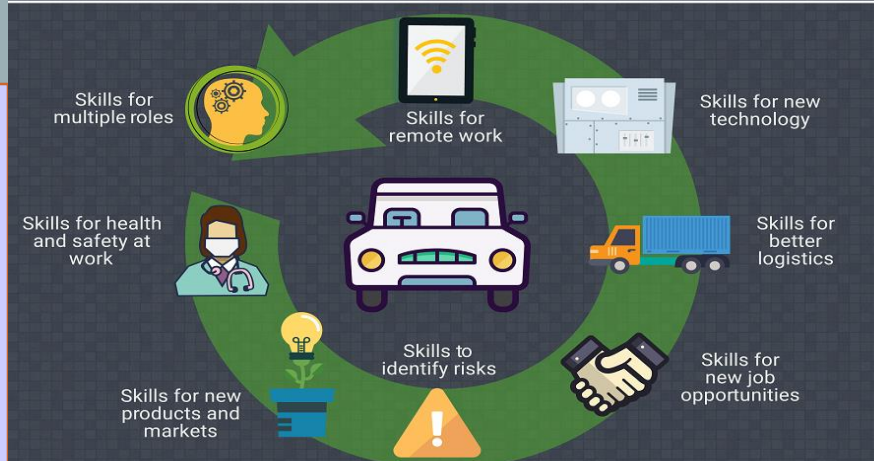 Skills for
multiple roles
Skills for
remote work
Skills for new
technology
Skills for
better
logistics
Skills for
new job
opportunities
Skills to
identify risks
Skills for new
products and
markets
Skills for health
and safety at
work